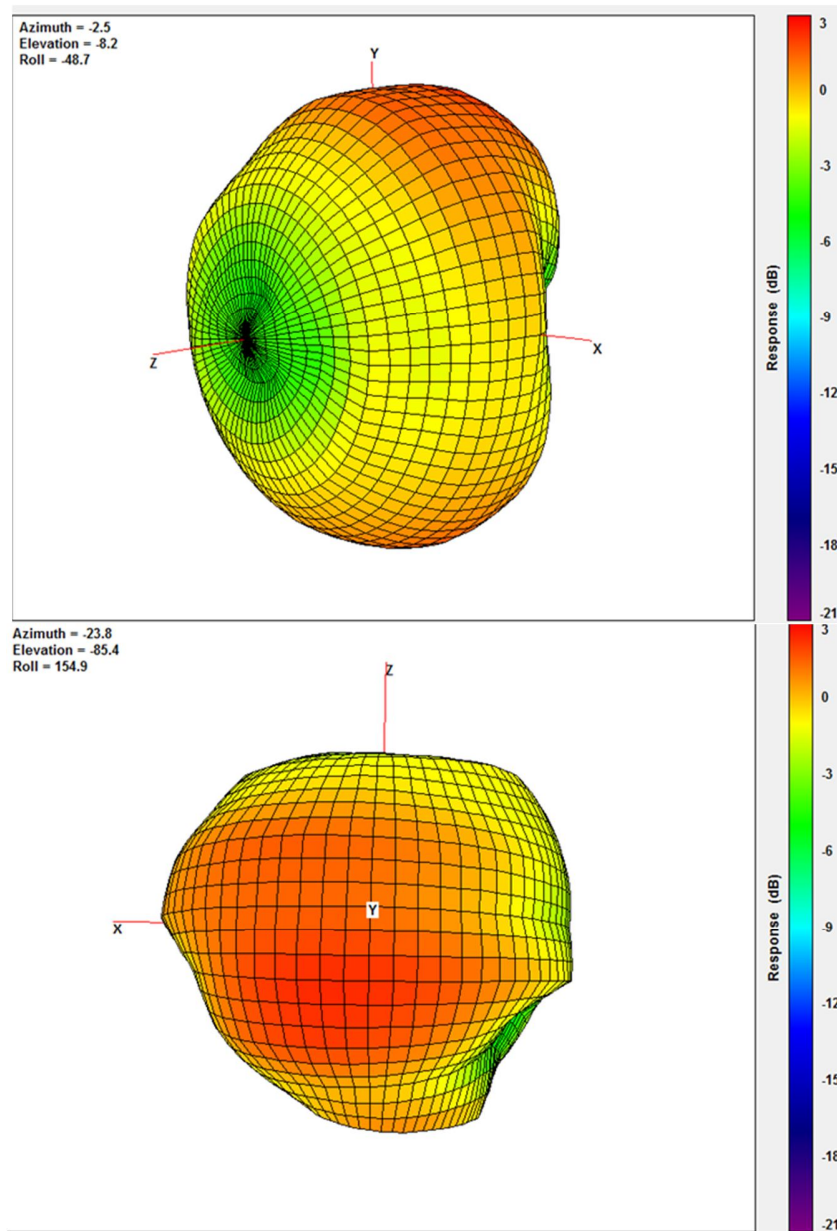 Azimuth = -2.5
Elevation = -8.2
Roll = -48.7
Y
Z
X
3
0
-3
-6
-9
-12
-15
-18
-21
Response (dB)
Azimuth = -23.8
Elevation = -85.4
Roll = 154.9
Z
Y
X
3
0
-3
-6
-9
-12
-15
-18
-21
Response (dB)